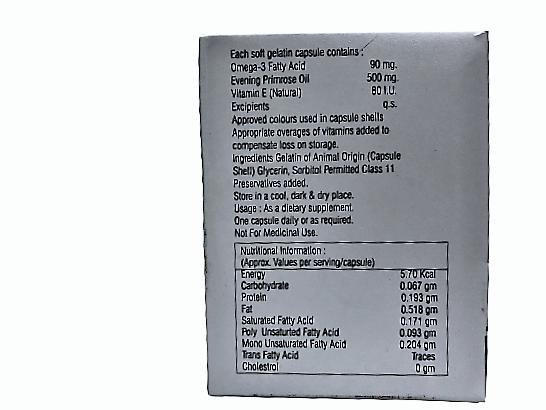 Each soft gelatin capsule contains :
Omega-3 Fatty Acid 90 mg.
Evening Primrose Oil 500 mg.
Vitamin E (Natural) 80 I.U.
Excipients q.s.
Approved colours used in capsule shells
Appropriate overages of vitamins added to
compensate loss on storage.
Ingredients Gelatin of Animal Origin (Capsule
Shell) Glycerin, Sorbitol Permitted Class 11
Preservatives added.
Store in a cool, dark & dry place.
Usage : As a dietary supplement.
One capsule daily or as required.
Not For Medicinal Use.
Nutritional Information :
(Approx. Values per serving/capsule)
Energy 5.70 Kcal
Carbohydrate 0.067 gm
Protein 0.193 gm
Fat 0.518 gm
Saturated Fatty Acid 0.171 gm
Poly Unsaturted Fatty Acid 0.093 gm
Mono Unsaturated Fatty Acid 0.204 gm
Trans Fatty Acid Traces
Cholestrol 0 gm